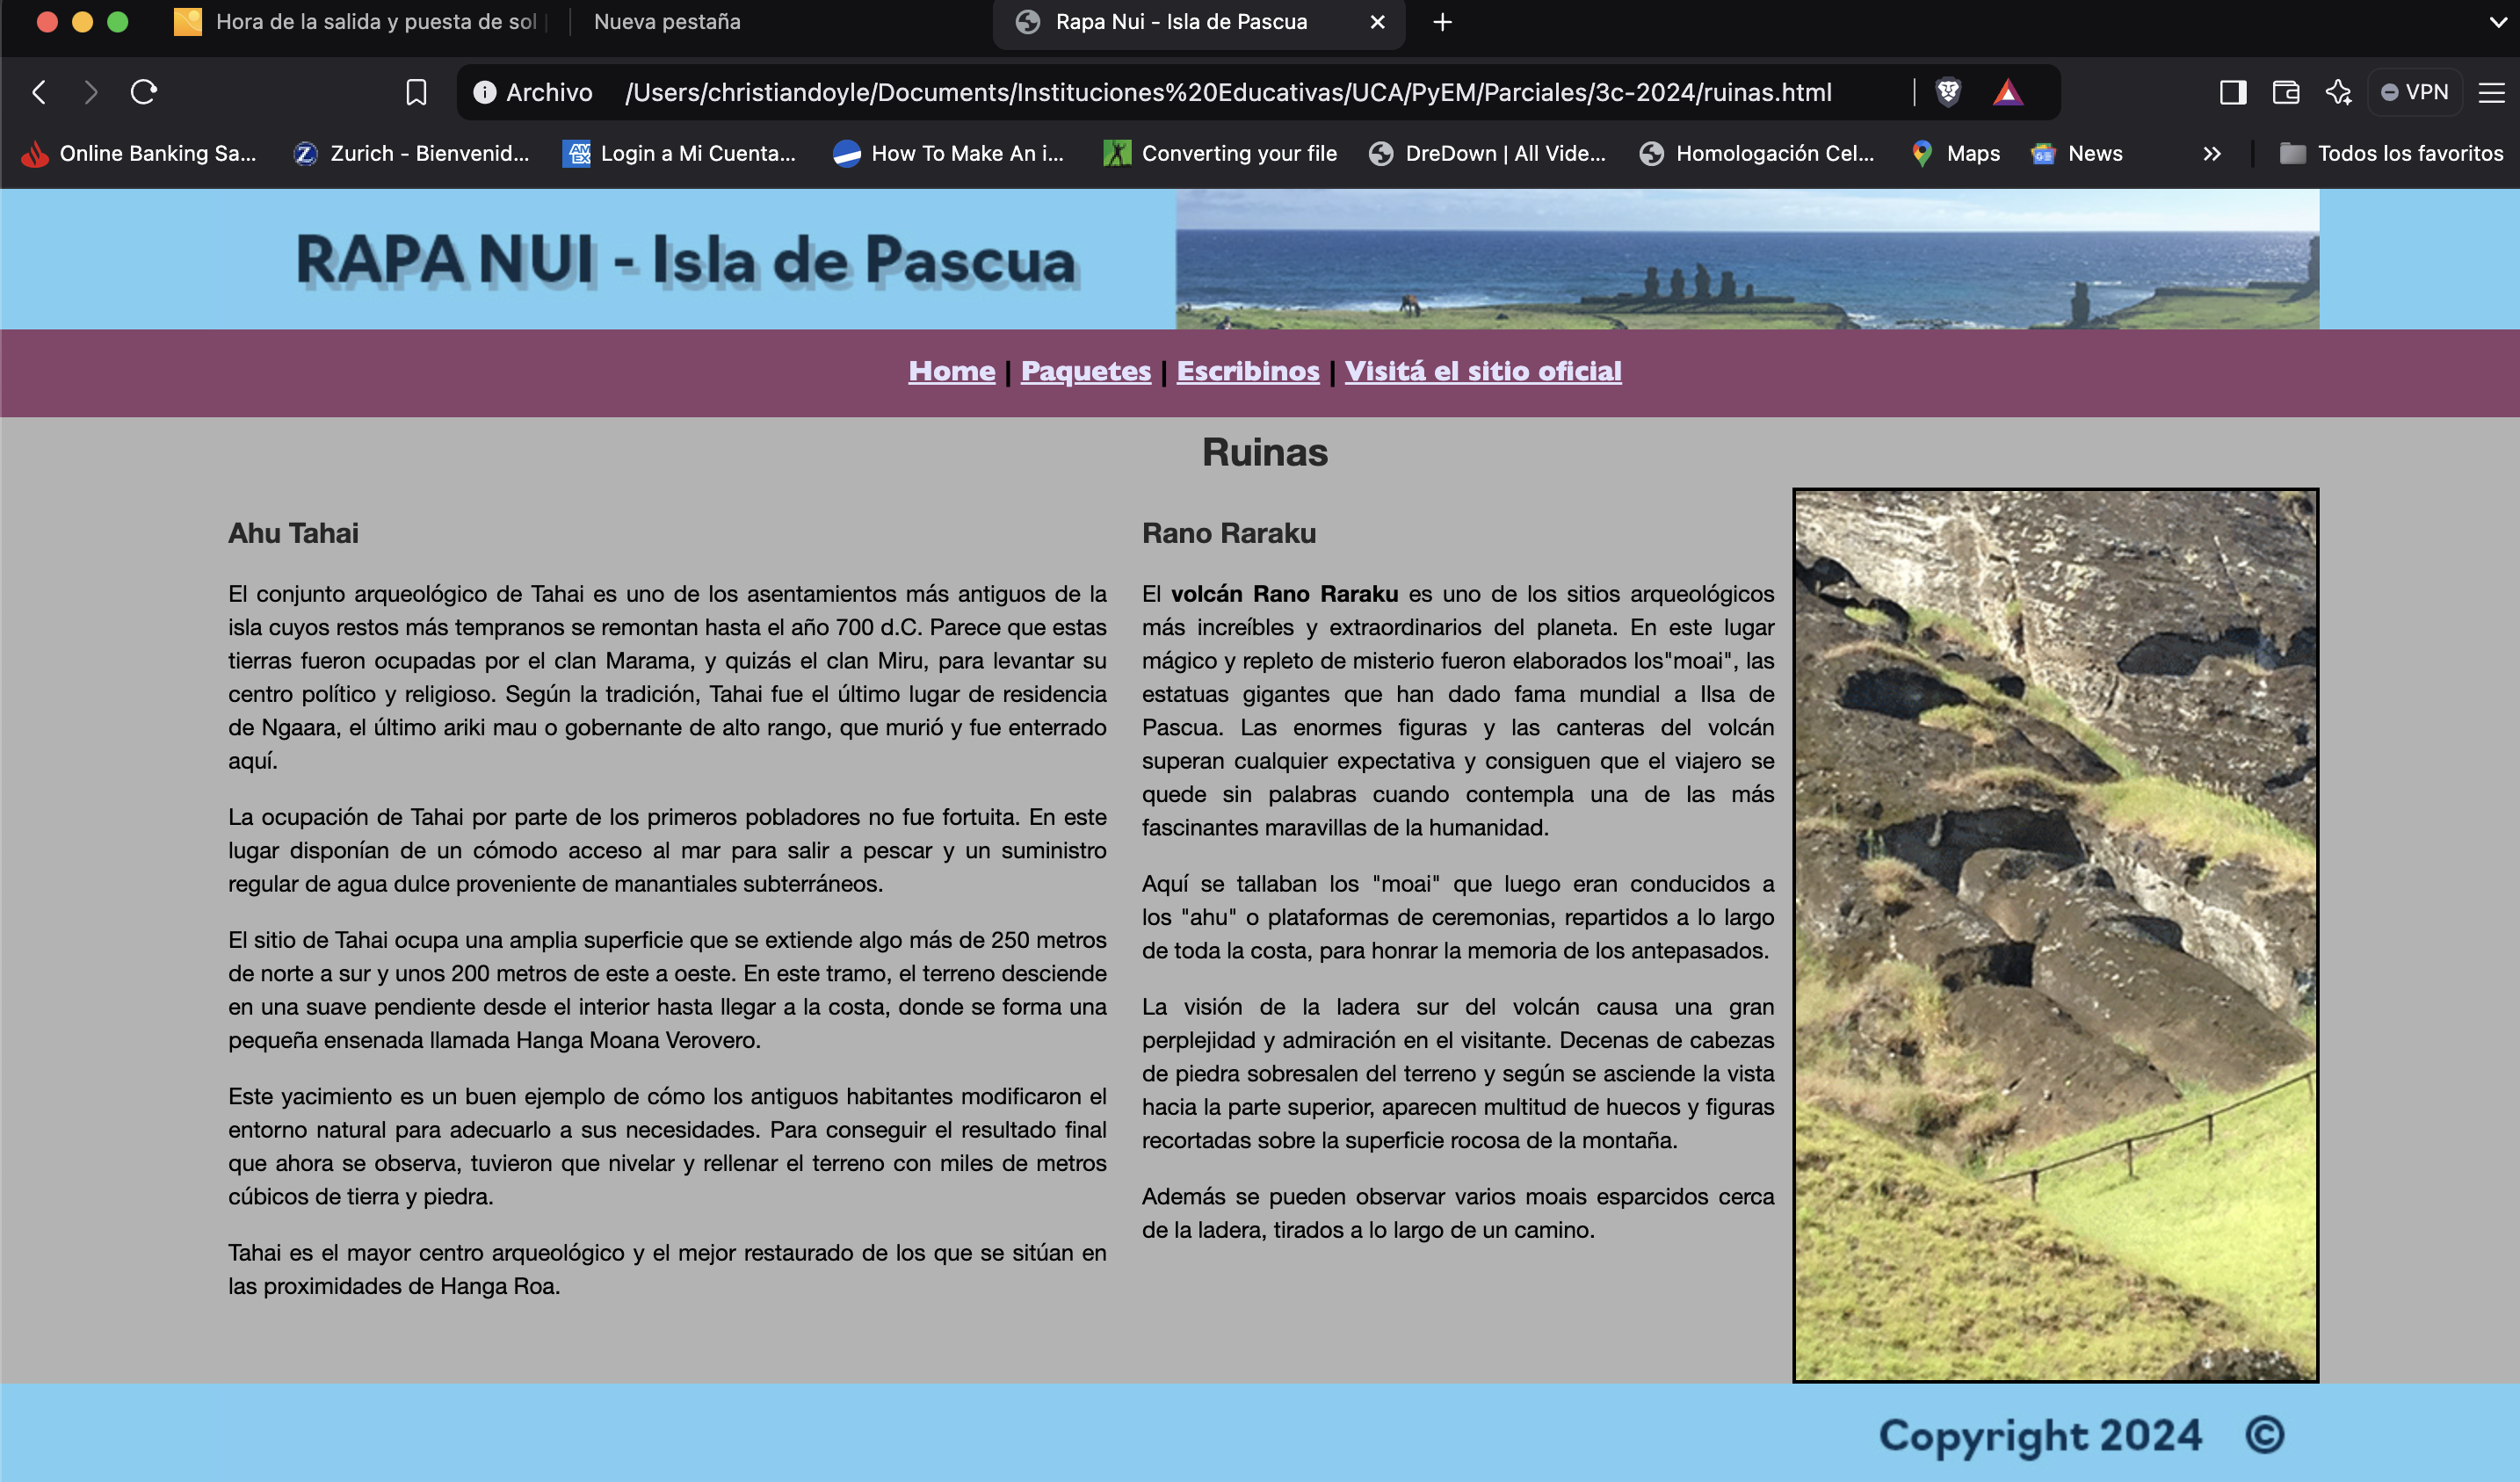 Hora de la salida y puesta de sol
Nueva pestaña
Rapa Nui - Isla de Pascua
Archivo /Users/christiandoyle/Documents/Instituciones%20Educativas/UCA/PyEM/Parciales/3c-2024/ruinas.html
VPN
Online Banking Sa...
Zurich - Bienvenid...
AM EX
Login a Mi Cuenta...
How To Make An i...
Converting your file
DreDown | All Vide...
Homologación Cel...
Maps
News
Todos los favoritos
RAPA NUI - Isla de Pascua
Home | Paquetes | Escribinos | Visitá el sitio oficial
Ruinas
Ahu Tahai
El conjunto arqueológico de Tahai es uno de los asentamientos más antiguos de la
isla cuyos restos más tempranos se remontan hasta el año 700 d.C. Parece que estas
tierras fueron ocupadas por el clan Marama, y quizás el clan Miru, para levantar su
centro político y religioso. Según la tradición, Tahai fue el último lugar de residencia
de Ngaara, el último ariki mau o gobernante de alto rango, que murió y fue enterrado
aquí.
La ocupación de Tahai por parte de los primeros pobladores no fue fortuita. En este
lugar disponían de un cómodo acceso al mar para salir a pescar y un suministro
regular de agua dulce proveniente de manantiales subterráneos.
El sitio de Tahai ocupa una amplia superficie que se extiende algo más de 250 metros
de norte a sur y unos 200 metros de este a oeste. En este tramo, el terreno desciende
en una suave pendiente desde el interior hasta llegar a la costa, donde se forma una
pequeña ensenada llamada Hanga Moana Verovero.
Este yacimiento es un buen ejemplo de cómo los antiguos habitantes modificaron el
entorno natural para adecuarlo a sus necesidades. Para conseguir el resultado final
que ahora se observa, tuvieron que nivelar y rellenar el terreno con miles de metros
cúbicos de tierra y piedra.
Tahai es el mayor centro arqueológico y el mejor restaurado de los que se sitúan en
las proximidades de Hanga Roa.
Rano Raraku
El volcán Rano Raraku es uno de los sitios arqueológicos
más increíbles y extraordinarios del planeta. En este lugar
mágico y repleto de misterio fueron elaborados los"moai", las
estatuas gigantes que han dado fama mundial a Ilsa de
Pascua. Las enormes figuras y las canteras del volcán
superan cualquier expectativa y consiguen que el viajero se
quede sin palabras cuando contempla una de las más
fascinantes maravillas de la humanidad.
Aquí se tallaban los "moai" que luego eran conducidos a
los "ahu" o plataformas de ceremonias, repartidos a lo largo
de toda la costa, para honrar la memoria de los antepasados.
La visión de la ladera sur del volcán causa una gran
perplejidad y admiración en el visitante. Decenas de cabezas
de piedra sobresalen del terreno y según se asciende la vista
hacia la parte superior, aparecen multitud de huecos y figuras
recortadas sobre la superficie rocosa de la montaña.
Además se pueden observar varios moais esparcidos cerca
de la ladera, tirados a lo largo de un camino.
Copyright 2024 ©